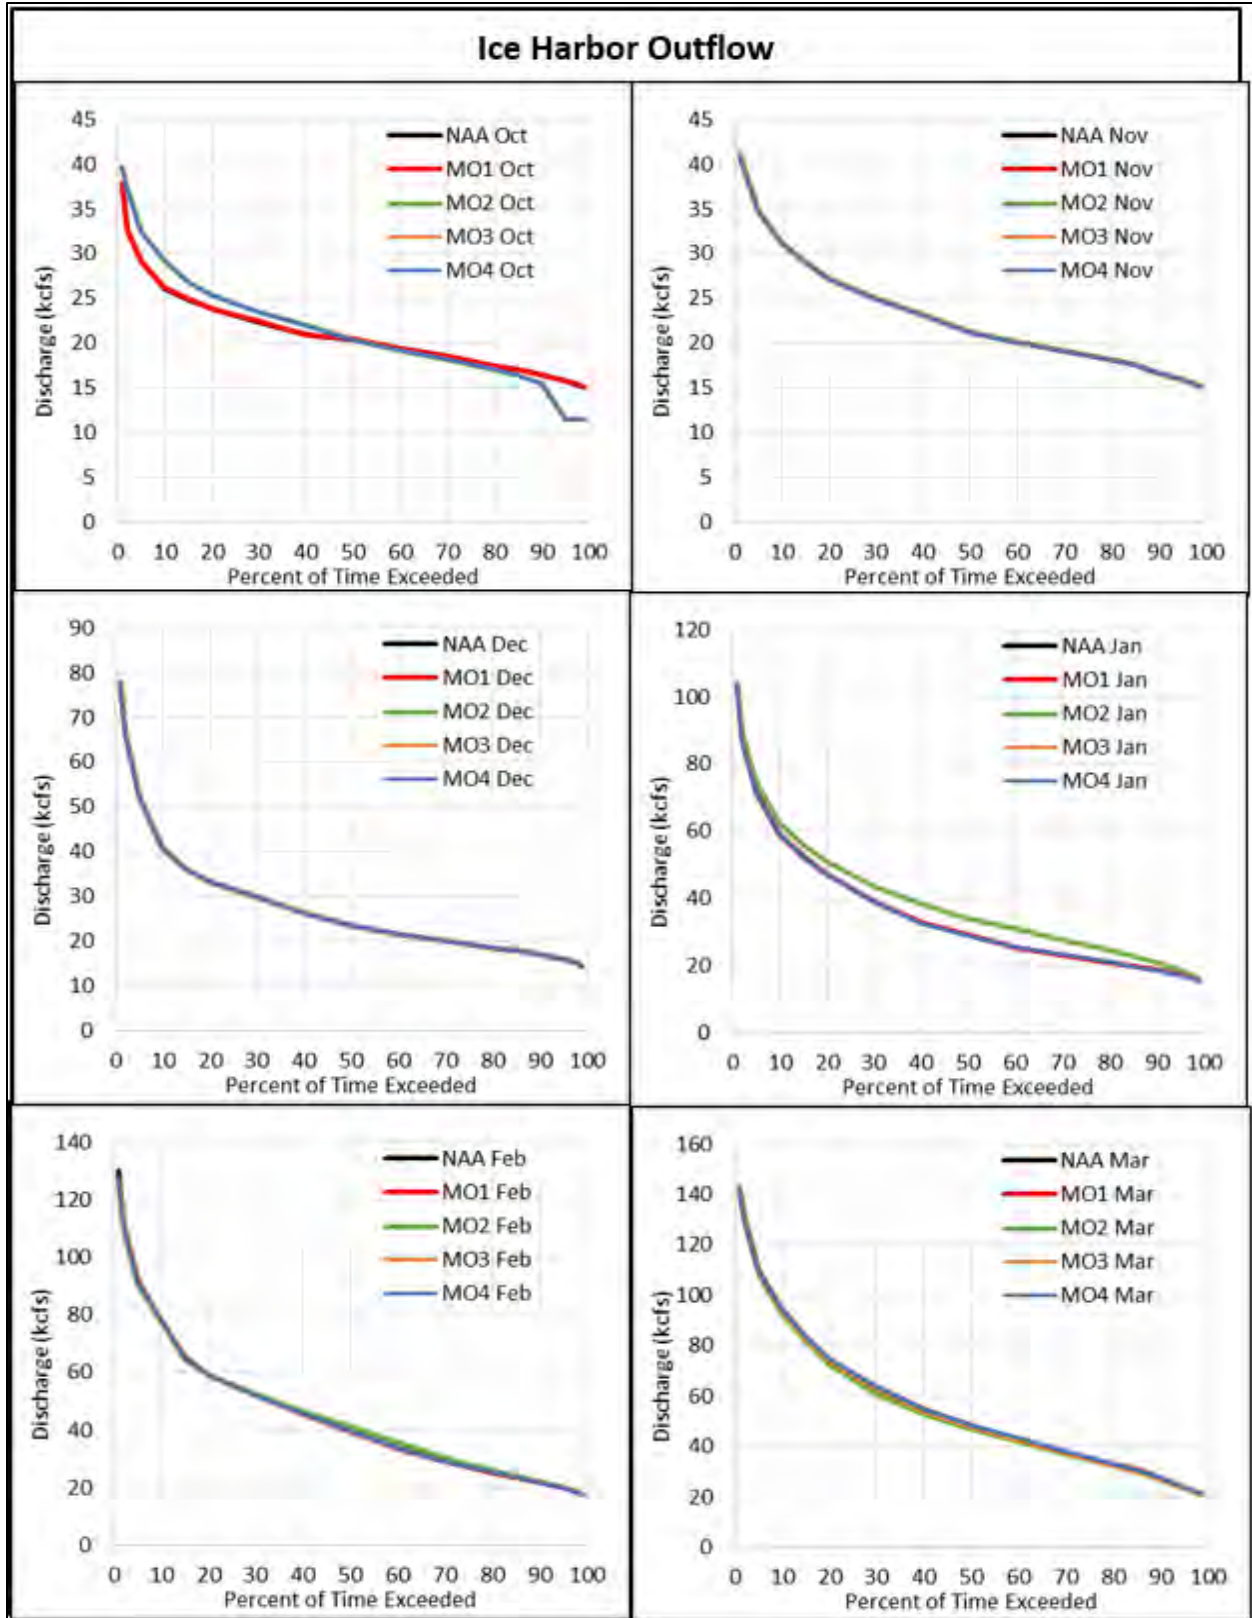 Ice Harbor Outflow
Discharge (kcfs)
45
40
35
30
25
20
15
10
5
0
NAA Oct
MO1 Oct
MO2 Oct
MO3 Oct
MO4 Oct
0 10 20 30 40 50 60 70 80 90 100
Percent of Time Exceeded
Discharge (kcfs)
45
40
35
30
25
20
15
10
5
0
NAA Nov
MO1 Nov
MO2 Nov
MO3 Nov
MO4 Nov
0 10 20 30 40 50 60 70 80 90 100
Percent of Time Exceeded
Discharge (kcfs)
90
80
70
60
50
40
30
20
10
0
NAA Dec
MO1 Dec
MO2 Dec
MO3 Dec
MO4 Dec
0 10 20 30 40 50 60 70 80 90 100
Percent of Time Exceeded
Discharge (kcfs)
120
100
80
60
40
20
0
NAA Jan
MO1 Jan
MO2 Jan
MO3 Jan
MO4 Jan
0 10 20 30 40 50 60 70 80 90 100
Percent of Time Exceeded
Discharge (kcfs)
140
120
100
80
60
40
20
0
NAA Feb
MO1 Feb
MO2 Feb
MO3 Feb
MO4 Feb
0 10 20 30 40 50 60 70 80 90 100
Percent of Time Exceeded
Discharge (kcfs)
160
140
120
100
80
60
40
20
0
NAA Mar
MO1 Mar
MO2 Mar
MO3 Mar
MO4 Mar
0 10 20 30 40 50 60 70 80 90 100
Percent of Time Exceeded